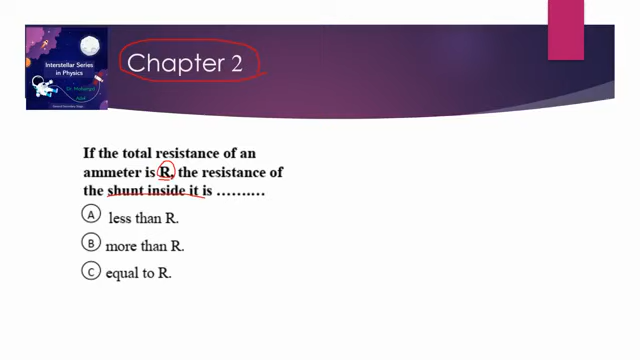 Interstellar Series
in Physics
Chapter 2
If the total resistance of an
ammeter is R, the resistance of
the shunt inside it is ……….
A less than R.
B more than R.
C equal to R.